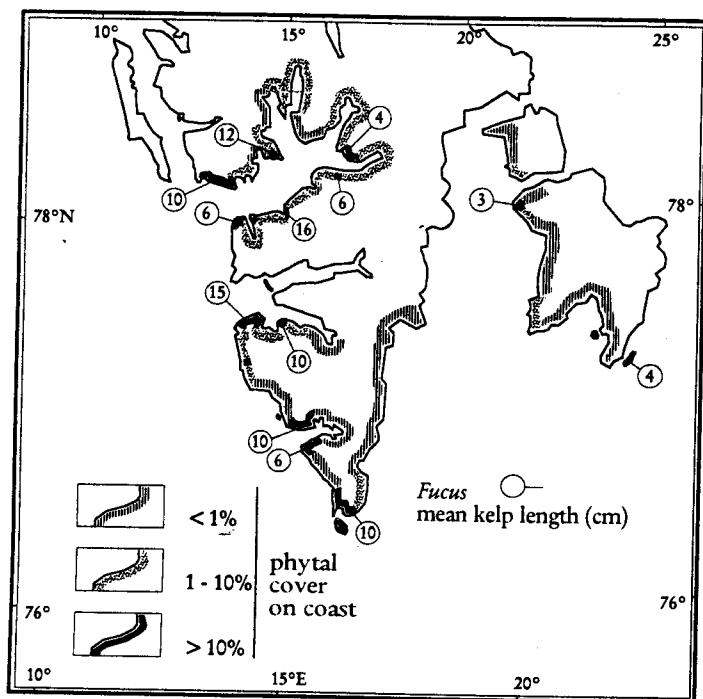 10° 15° 20° 25°
12
4
10
6
6
16
3
78°N
78°
15
10
4
10
6
10
Fucus
mean kelp length (cm)
< 1%
1 - 10%
> 10%
phytal
cover
on coast
76°
76°
10° 15°E 20°